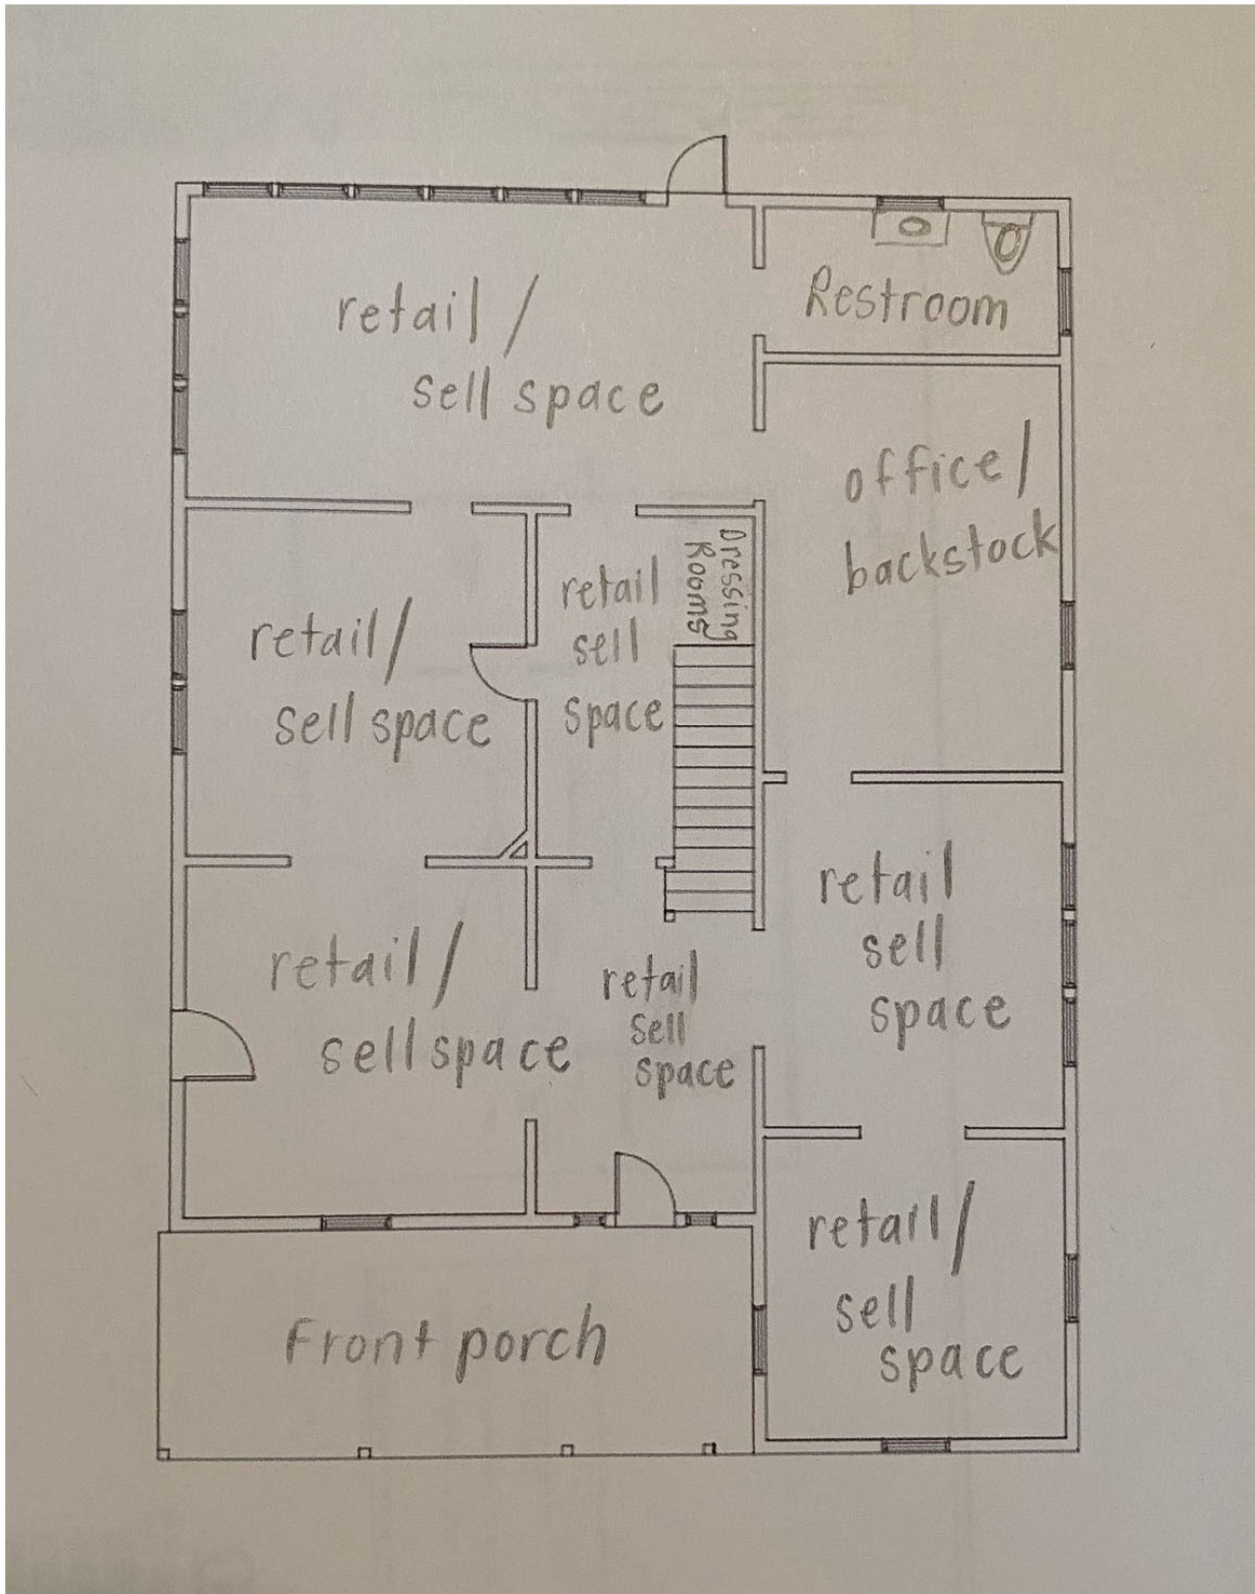 retail /
sell space
Restroom
office /
backstock
retail /
sell space
retail
sell
space
Dressing
Rooms
retail
sell
space
retail /
sell space
retail
sell
space
retail /
sell
space
Front porch